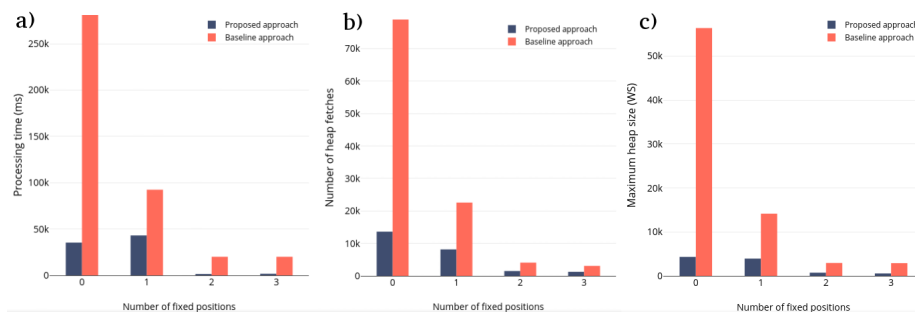 a)
Proposed approach
Baseline approach
Processing time (ms)
250k
200k
150k
100k
50k
0
0 1 2 3
Number of fixed positions
b)
Proposed approach
Baseline approach
Number of heap fetches
70k
60k
50k
40k
30k
20k
10k
0
0 1 2 3
Number of fixed positions
c)
Proposed approach
Baseline approach
Maximum heap size (WS)
50k
40k
30k
20k
10k
0
0 1 2 3
Number of fixed positions